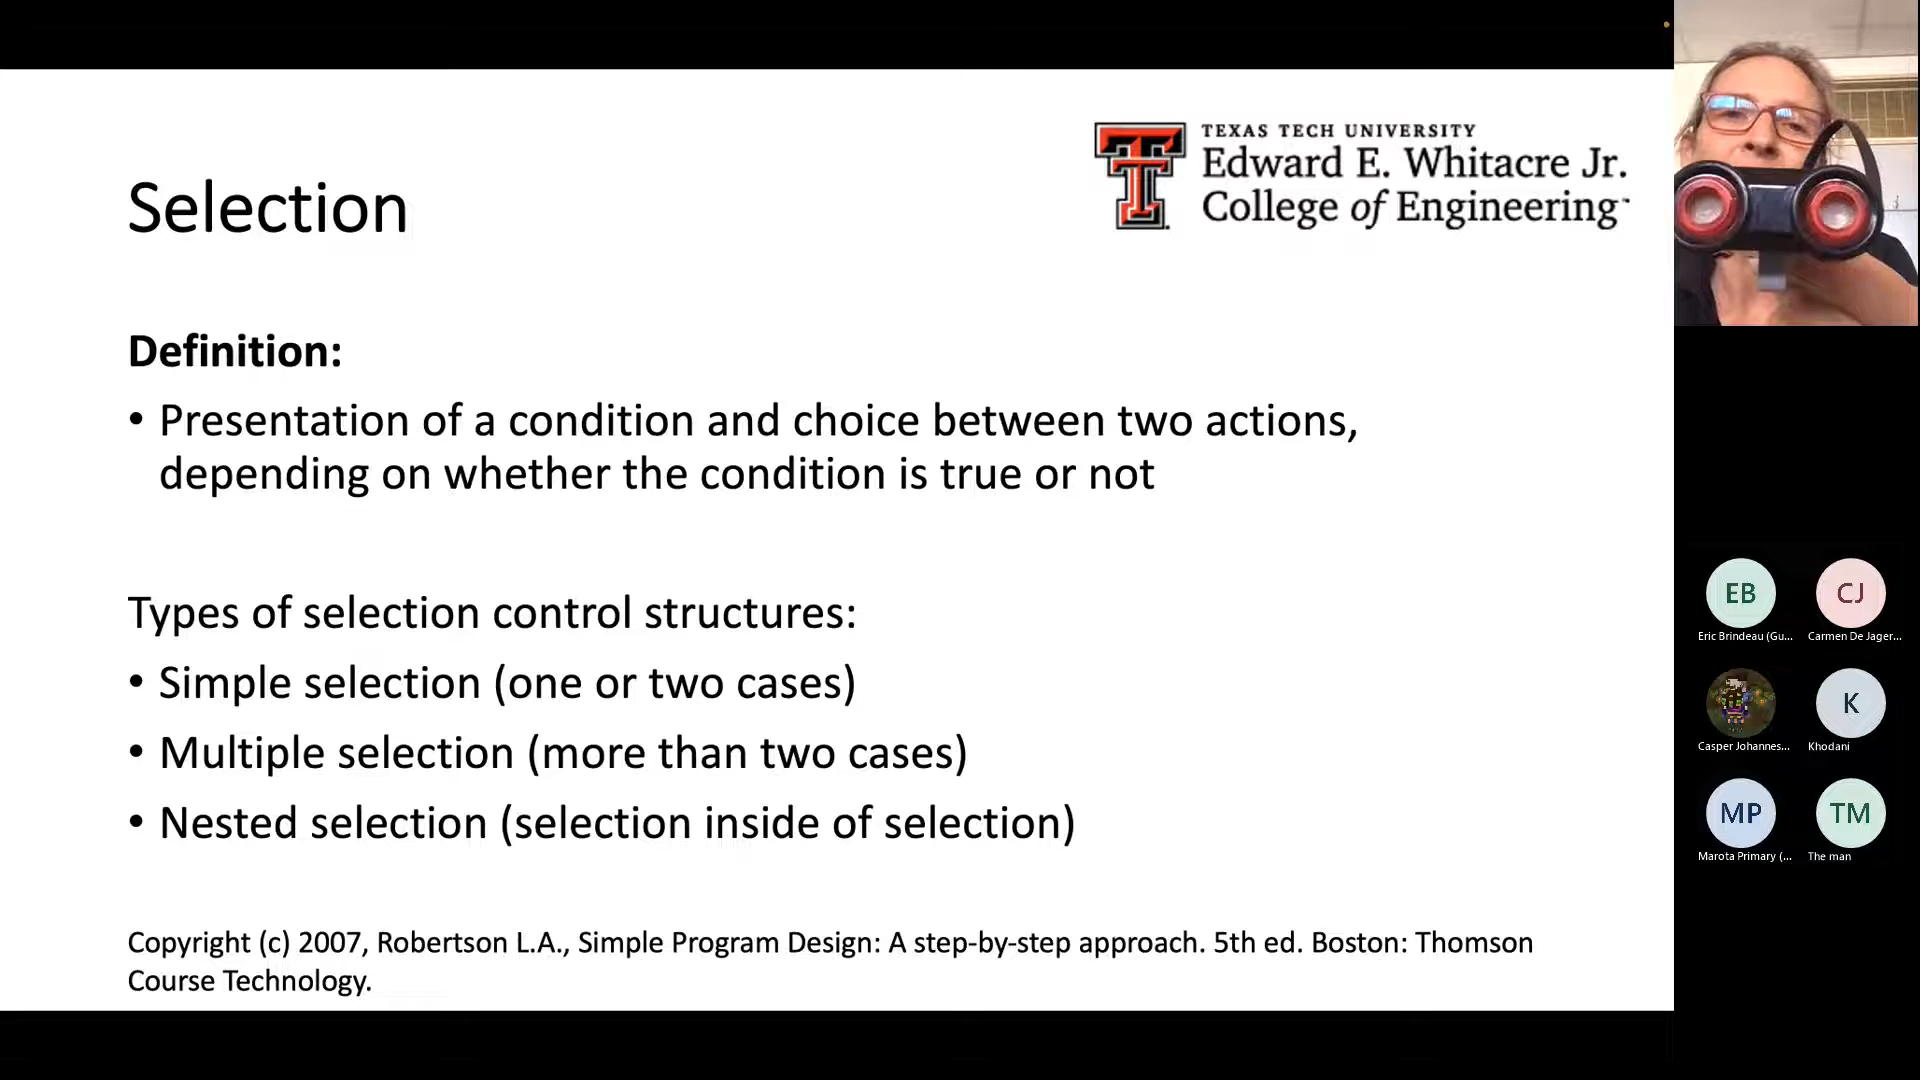 TEXAS TECH UNIVERSITY
Edward E. Whitacre Jr.
College of Engineering™
Selection
Definition:
• Presentation of a condition and choice between two actions,
depending on whether the condition is true or not
Types of selection control structures:
• Simple selection (one or two cases)
• Multiple selection (more than two cases)
• Nested selection (selection inside of selection)
Copyright (c) 2007, Robertson L.A., Simple Program Design: A step-by-step approach. 5th ed. Boston: Thomson
Course Technology.
EB
CJ
Eric Brindeau (Gu...
Carmen De Jager...
K
Casper Johannes...
Khodani
MP
TM
Marota Primary (...
The man